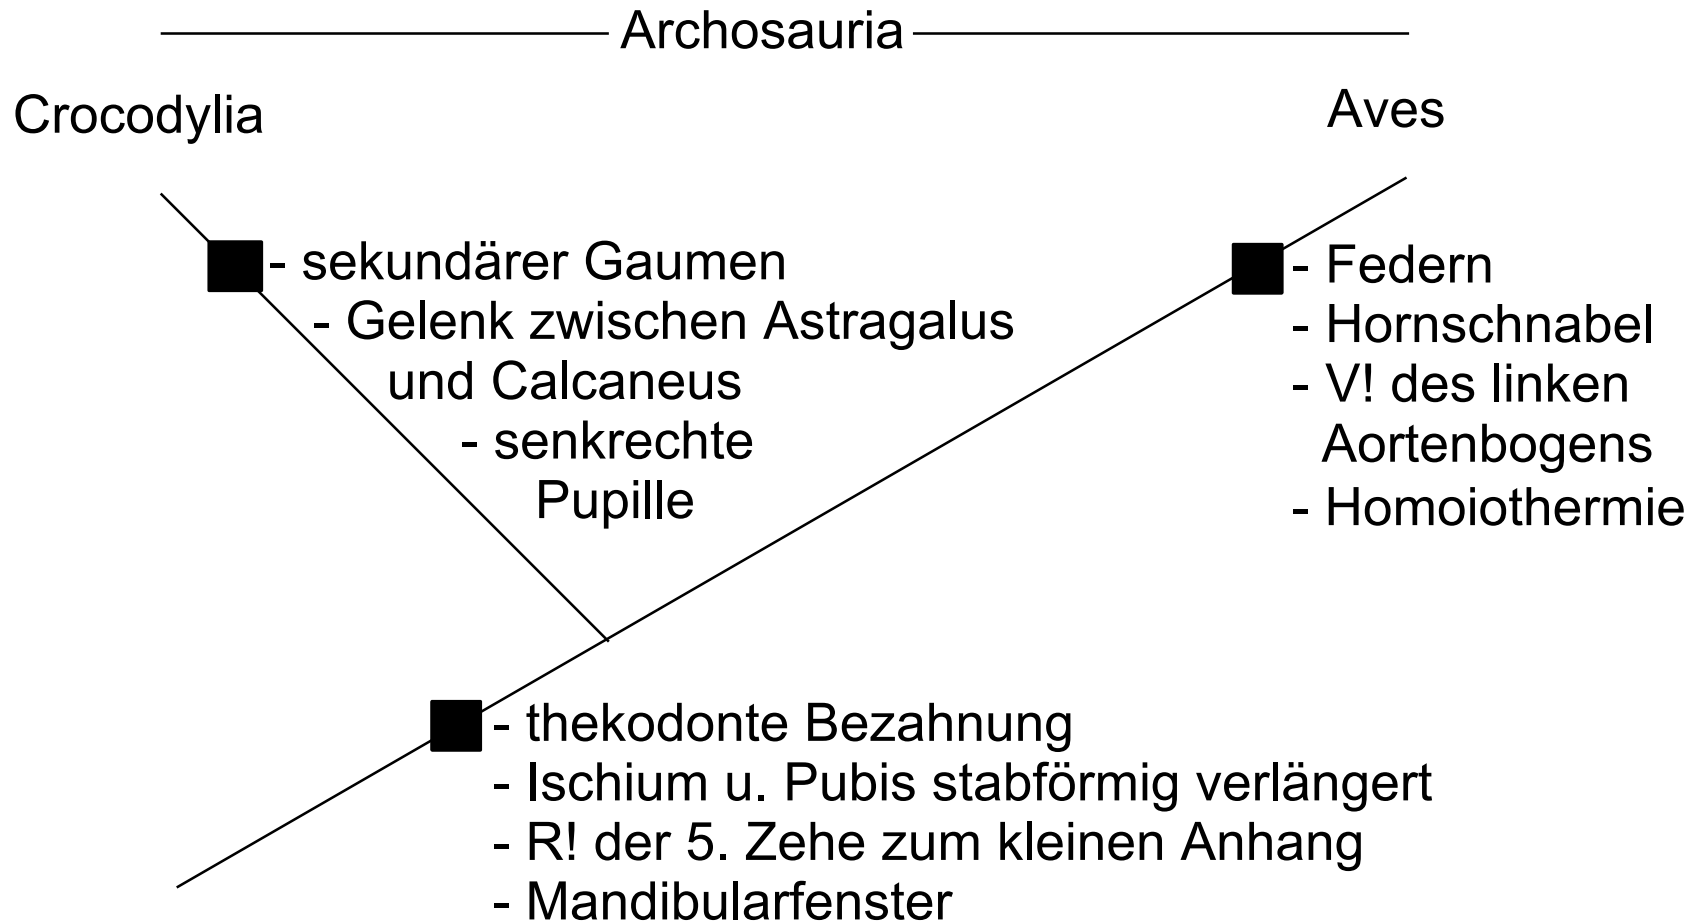 Archosauria
Crocodylia
Aves
- sekundärer Gaumen
- Gelenk zwischen Astragalus
und Calcaneus
- senkrechte
Pupille
- Federn
- Hornschnabel
- V! des linken
Aortenbogens
- Homoiothermie
- thekodonte Bezahnung
- Ischium u. Pubis stabförmig verlängert
- R! der 5. Zehe zum kleinen Anhang
- Mandibularfenster